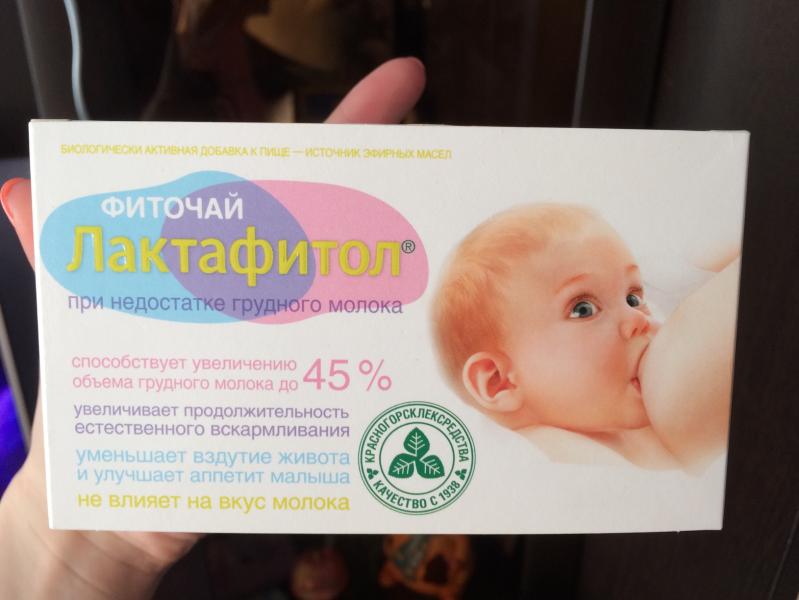 БИОЛОГИЧЕСКИ АКТИВНАЯ ДОБАВКА К ПИЩЕ — ИСТОЧНИК ЭФИРНЫХ МАСЕЛ
ФИТОЧАЙ
Лактафитол®
при недостатке грудного молока
способствует увеличению
объема грудного молока до 45 %
увеличивает продолжительность
естественного вскармливания
уменьшает вздутие живота
и улучшает аппетит малыша
не влияет на вкус молока
КРАСНОГОРСКЛЕКСРЕДСТВА
КАЧЕСТВО С 1938